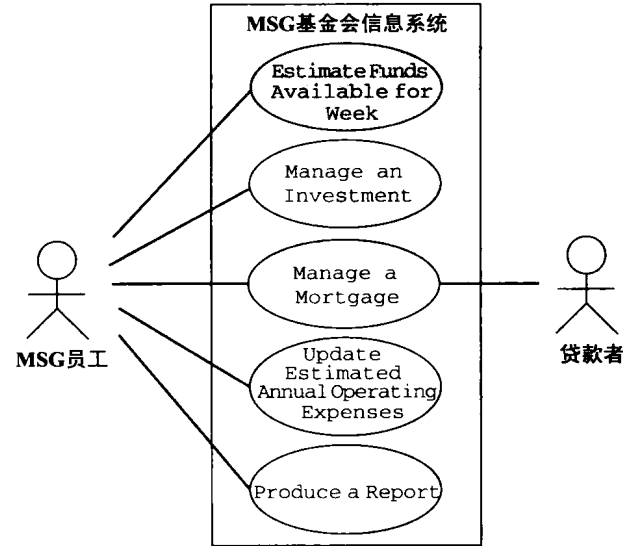 MSG基金会信息系统
Estimate Funds
Available for
Week
Manage an
Investment
Manage a
Mortgage
MSG员工
贷款者
Update
Estimated
Annual Operating
Expenses
Produce a Report